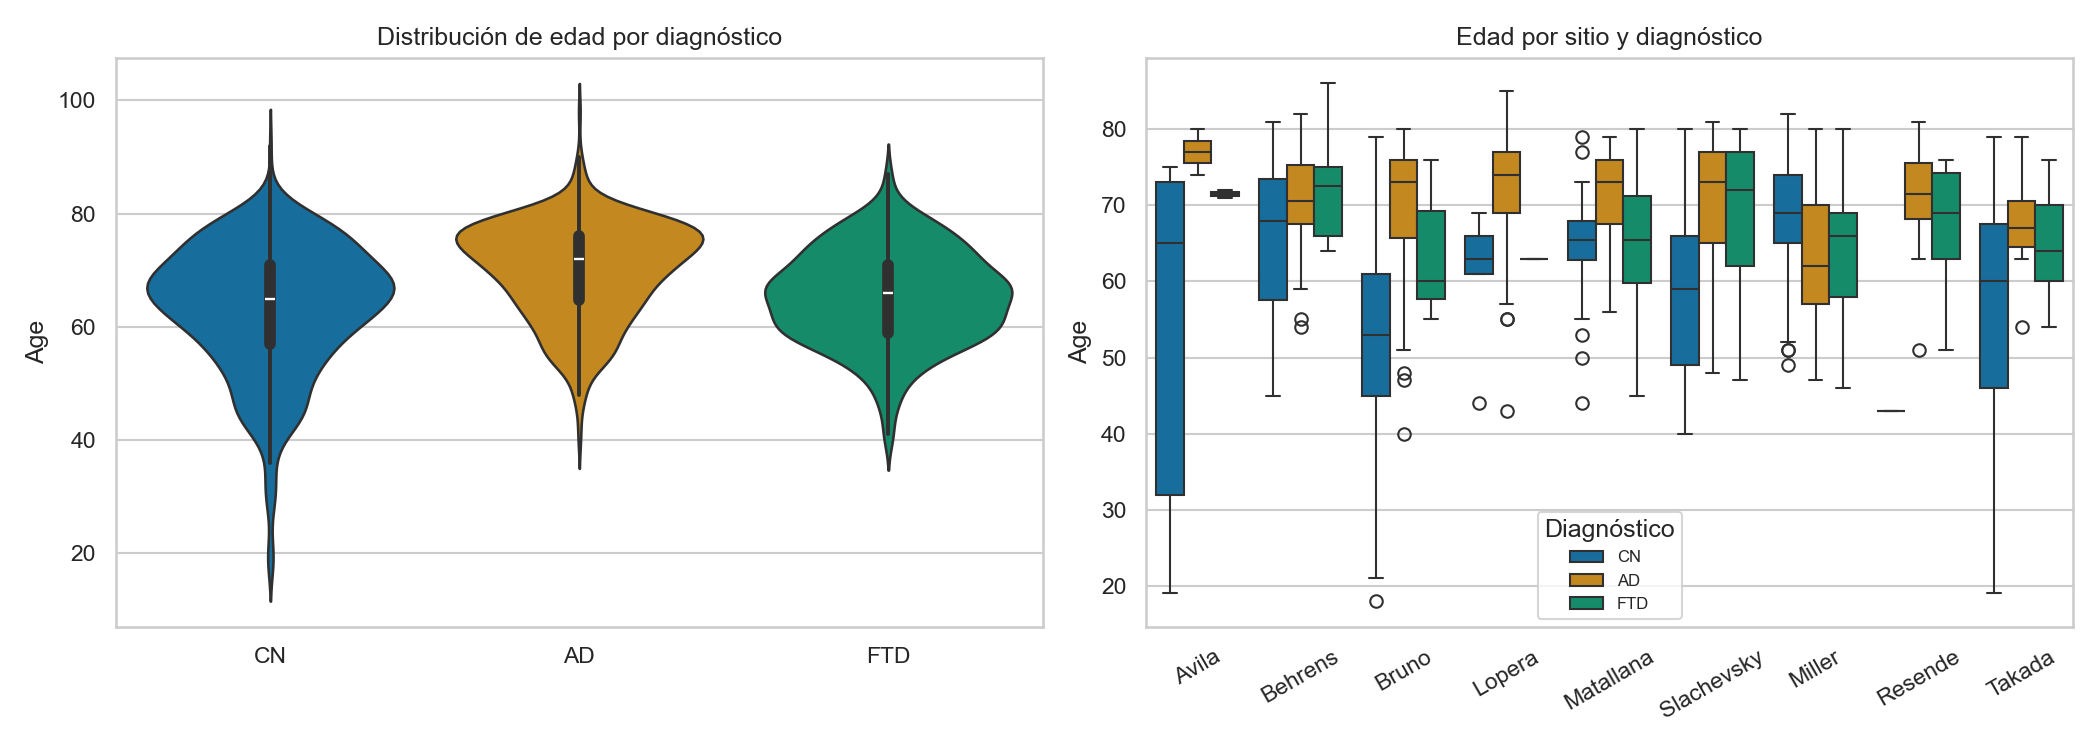 Distribución de edad por diagnóstico
Age
100
80
60
40
20
CN
AD
FTD
Edad por sitio y diagnóstico
Age
80
70
60
50
40
30
20
Diagnóstico
CN
AD
FTD
Avila
Behrens
Bruno
Lopera
Matallana
Slachevsky
Miller
Resende
Takada